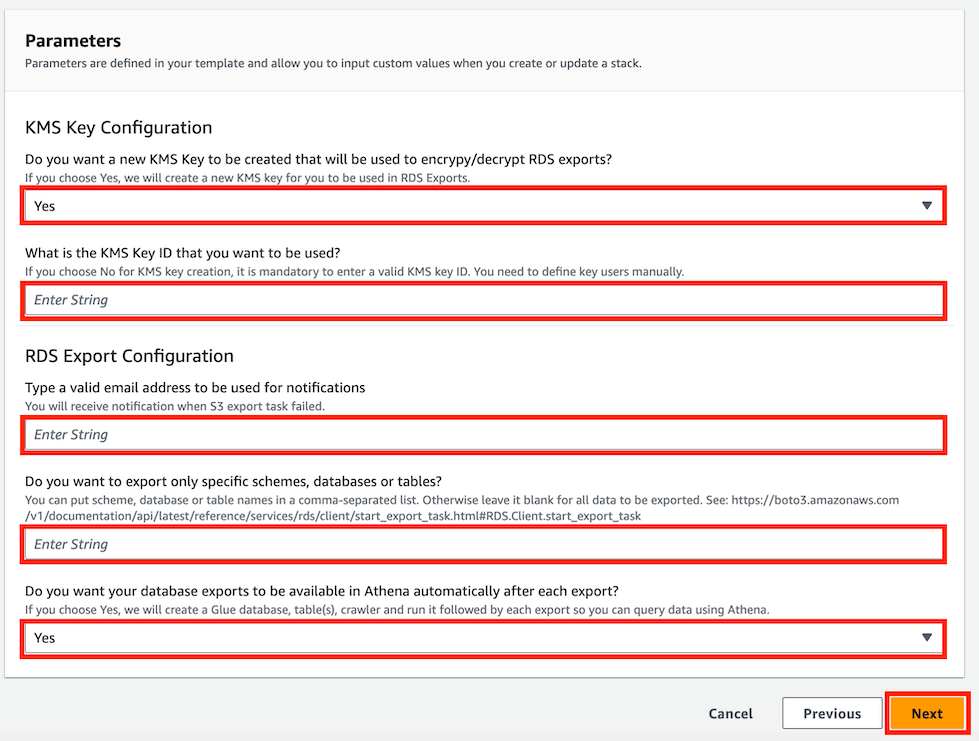 Parameters
Parameters are defined in your template and allow you to input custom values when you create or update a stack.
KMS Key Configuration
Do you want a new KMS Key to be created that will be used to encrypy/decrypt RDS exports?
If you choose Yes, we will create a new KMS key for you to be used in RDS Exports.
Yes
What is the KMS Key ID that you want to be used?
If you choose No for KMS key creation, it is mandatory to enter a valid KMS key ID. You need to define key users manually.
Enter String
RDS Export Configuration
Type a valid email address to be used for notifications
You will receive notification when S3 export task failed.
Enter String
Do you want to export only specific schemes, databases or tables?
You can put scheme, database or table names in a comma-separated list. Otherwise leave it blank for all data to be exported. See: https://boto3.amazonaws.com
/v1/documentation/api/latest/reference/services/rds/client/start_export_task.html#RDS.Client.start_export_task
Enter String
Do you want your database exports to be available in Athena automatically after each export?
If you choose Yes, we will create a Glue database, table(s), crawler and run it followed by each export so you can query data using Athena.
Yes
Cancel Previous Next